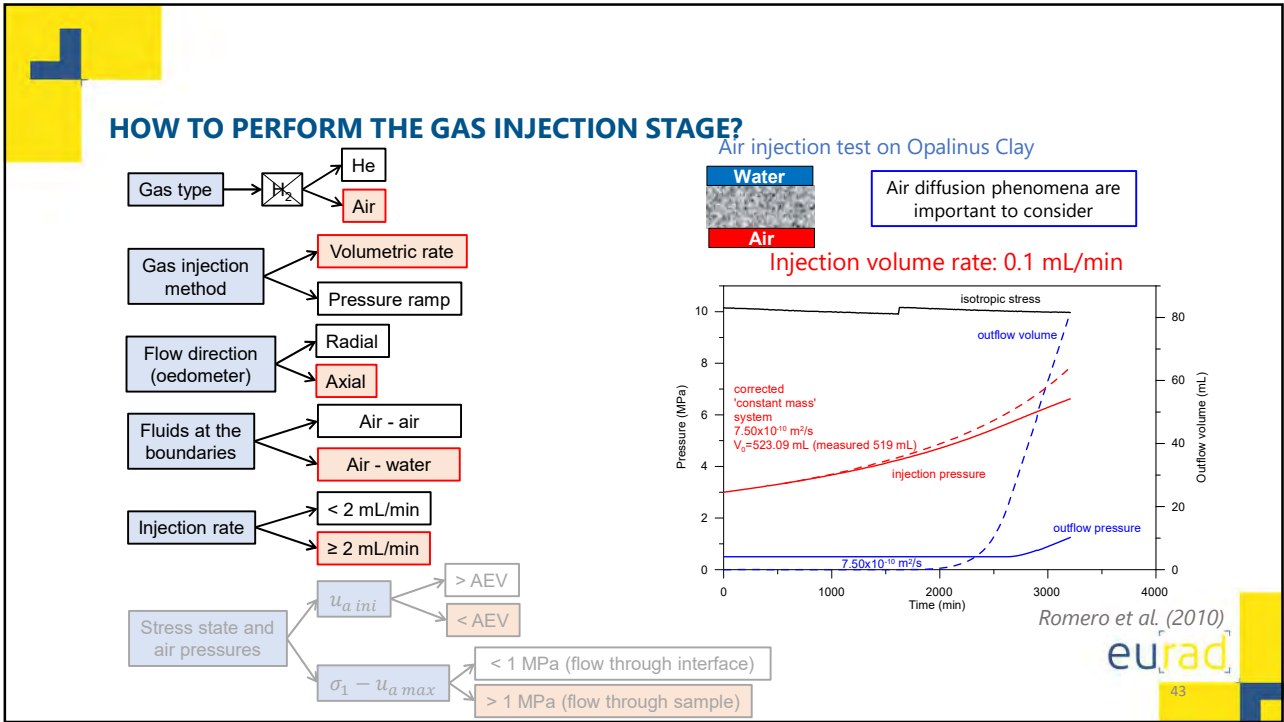 HOW TO PERFORM THE GAS INJECTION STAGE?
Gas type
H₂
He
Air
Gas injection
method
Volumetric rate
Pressure ramp
Flow direction
(oedometer)
Radial
Axial
Fluids at the
boundaries
Air - air
Air - water
Injection rate
< 2 mL/min
≥ 2 mL/min
Stress state and
air pressures
u_{a ini}
> AEV
< AEV
σ₁ − u_{a max}
< 1 MPa (flow through interface)
> 1 MPa (flow through sample)
Air injection test on Opalinus Clay
Water
Air
Air diffusion phenomena are
important to consider
Injection volume rate: 0.1 mL/min
isotropic stress
outflow volume
corrected
'constant mass'
system
7.50x10⁻¹⁰ m²/s
V₀=523.09 mL (measured 519 mL)
injection pressure
outflow pressure
7.50x10⁻¹⁰ m²/s
Pressure (MPa)
10
8
6
4
2
0
Outflow volume (mL)
80
60
40
20
0
0
1000
2000
3000
4000
Time (min)
Romero et al. (2010)
eurad
43